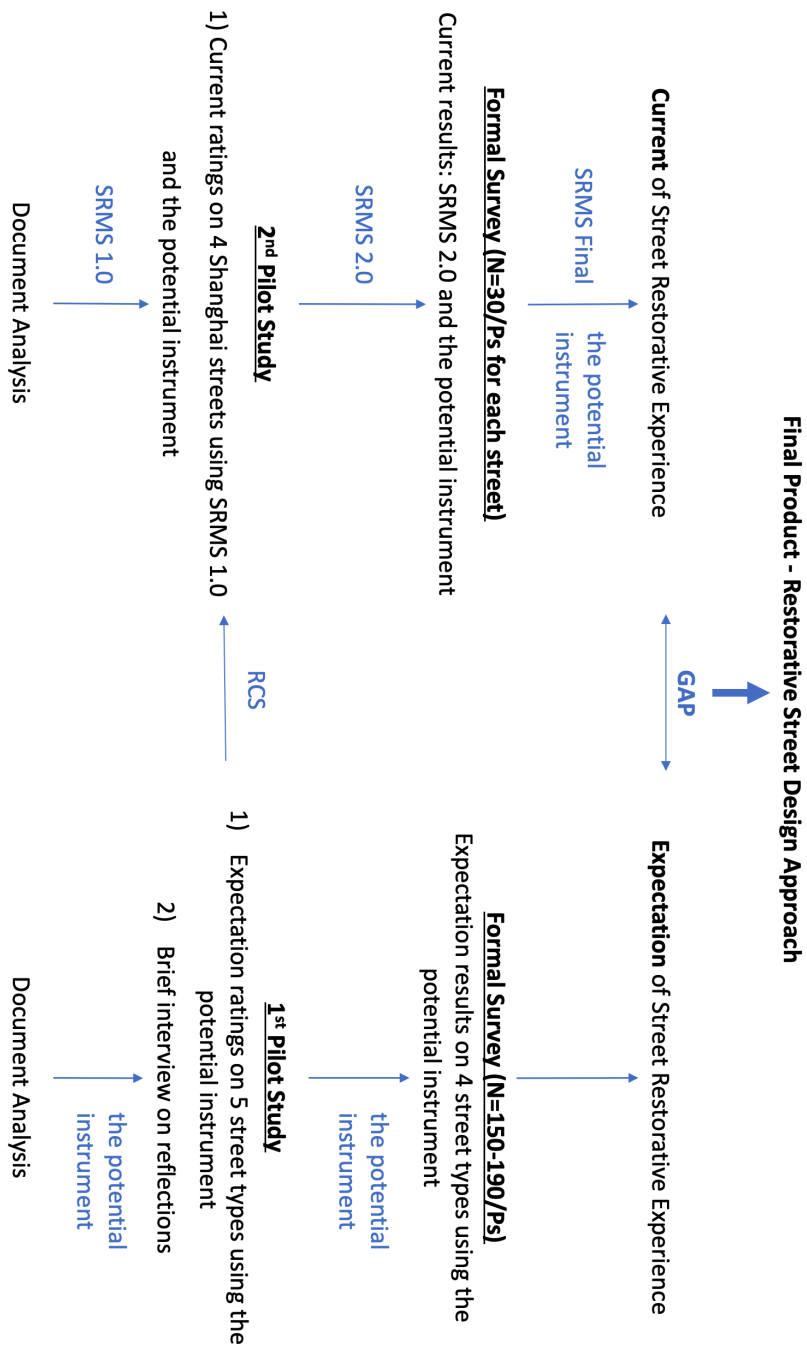 Final Product - Restorative Street Design Approach
GAP
Current of Street Restorative Experience
SRMS Final
the potential
instrument
Formal Survey (N=30/Ps for each street)
Current results: SRMS 2.0 and the potential instrument
SRMS 2.0
2nd Pilot Study
1) Current ratings on 4 Shanghai streets using SRMS 1.0
and the potential instrument
SRMS 1.0
Document Analysis
RCS
Expectation of Street Restorative Experience
Formal Survey (N=150-190/Ps)
Expectation results on 4 street types using the
potential instrument
the potential
instrument
1st Pilot Study
1) Expectation ratings on 5 street types using the
potential instrument
2) Brief interview on reflections
the potential
instrument
Document Analysis